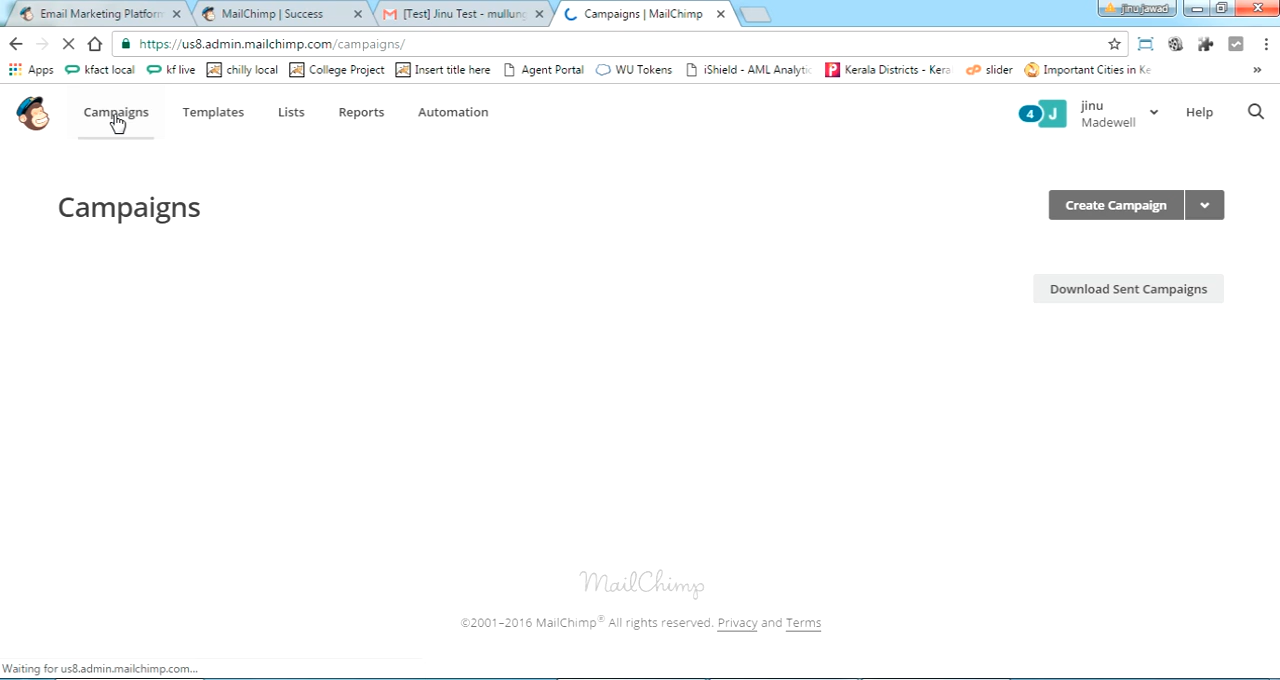 Email Marketing Platform
MailChimp | Success
[Test] Jinu Test - mullung
Campaigns | MailChimp
jinu jawad
https://us8.admin.mailchimp.com/campaigns/
Apps
kfact local
kf live
chilly local
College Project
Insert title here
Agent Portal
WU Tokens
iShield - AML Analytic
Kerala Districts - Kera
slider
Important Cities in Ke
»
Campaigns
Templates
Lists
Reports
Automation
4
J
jinu
Madewell
Help
Campaigns
Create Campaign
Download Sent Campaigns
MailChimp
©2001–2016 MailChimp® All rights reserved. Privacy and Terms
Waiting for us8.admin.mailchimp.com...